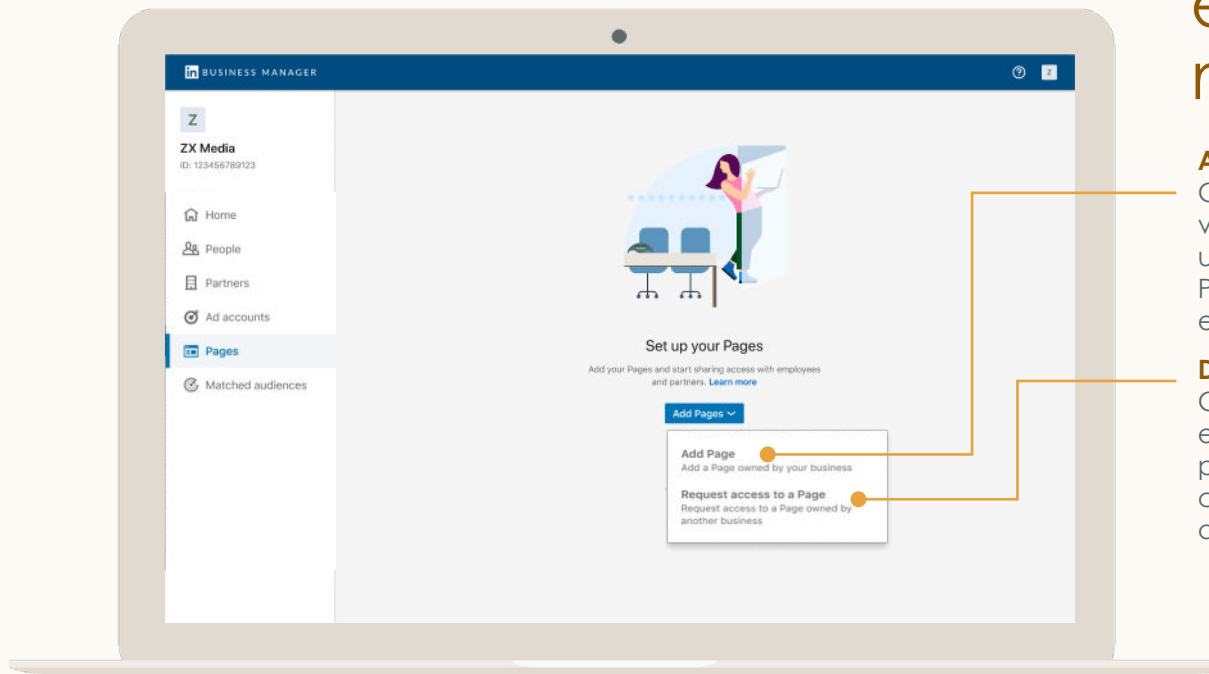 in BUSINESS MANAGER
Z
Z
ZX Media
ID: 123456789123
Home
People
Partners
Ad accounts
Pages
Matched audiences
Set up your Pages
Add your Pages and start sharing access with employees
and partners. Learn more
Add Pages
Add Page
Add a Page owned by your business
Request access to a Page
Request access to a Page owned by
another business